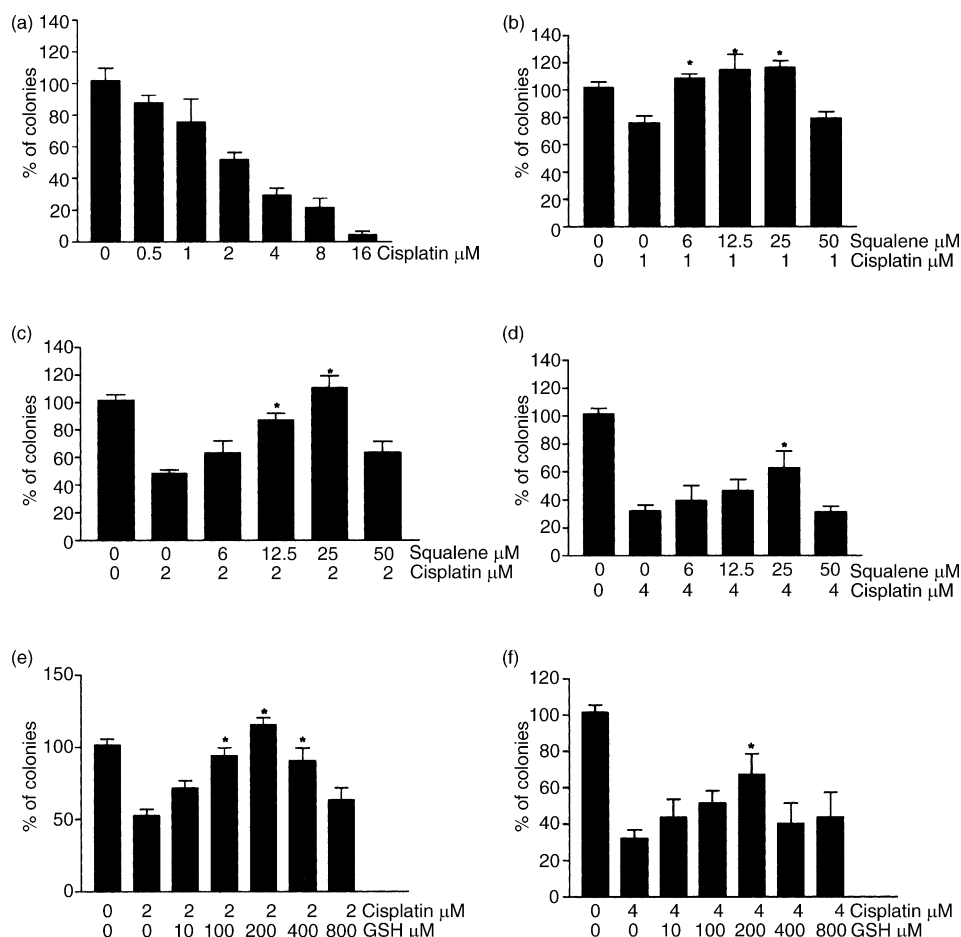 (a)
140
120
100
80
60
40
20
0
% of colonies
0 0.5 1 2 4 8 16 Cisplatin μM
(b)
140
120
100
80
60
40
20
0
% of colonies
* * *
0 0 6 12.5 25 50 Squalene μM
0 1 1 1 1 1 Cisplatin μM
(c)
140
120
100
80
60
40
20
0
% of colonies
* *
0 0 6 12.5 25 50 Squalene μM
0 2 2 2 2 2 Cisplatin μM
(d)
140
120
100
80
60
40
20
0
% of colonies
*
0 0 6 12.5 25 50 Squalene μM
0 4 4 4 4 4 Cisplatin μM
(e)
150
100
50
0
% of colonies
* * *
0 2 2 2 2 2 2 Cisplatin μM
0 0 10 100 200 400 800 GSH μM
(f)
120
100
80
60
40
20
0
% of colonies
*
0 4 4 4 4 4 4 Cisplatin μM
0 0 10 100 200 400 800 GSH μM